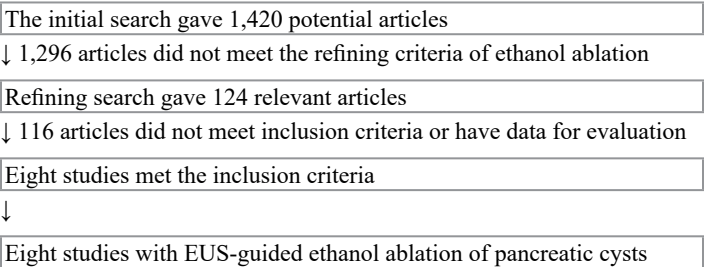 The initial search gave 1,420 potential articles
↓ 1,296 articles did not meet the refining criteria of ethanol ablation
Refining search gave 124 relevant articles
↓ 116 articles did not meet inclusion criteria or have data for evaluation
Eight studies met the inclusion criteria
↓
Eight studies with EUS-guided ethanol ablation of pancreatic cysts